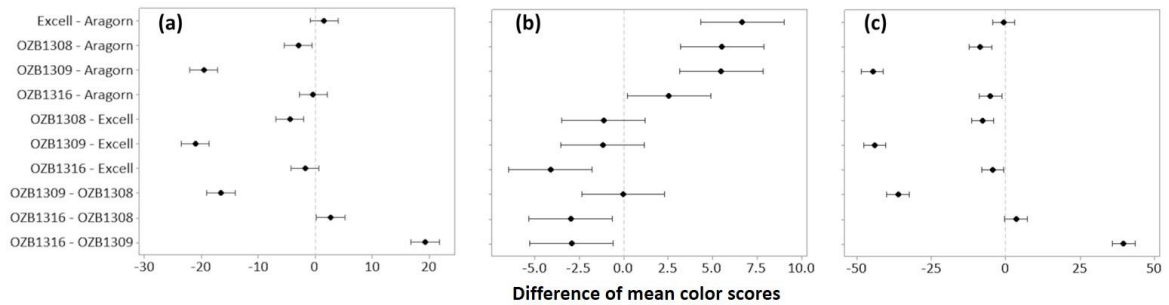 (a)
(b)
(c)
Excell - Aragorn
OZB1308 - Aragorn
OZB1309 - Aragorn
OZB1316 - Aragorn
OZB1308 - Excell
OZB1309 - Excell
OZB1316 - Excell
OZB1309 - OZB1308
OZB1316 - OZB1308
OZB1316 - OZB1309
-30 -20 -10 0 10 20
-5.0 -2.5 0.0 2.5 5.0 7.5 10.0
-50 -25 0 25 50
Difference of mean color scores